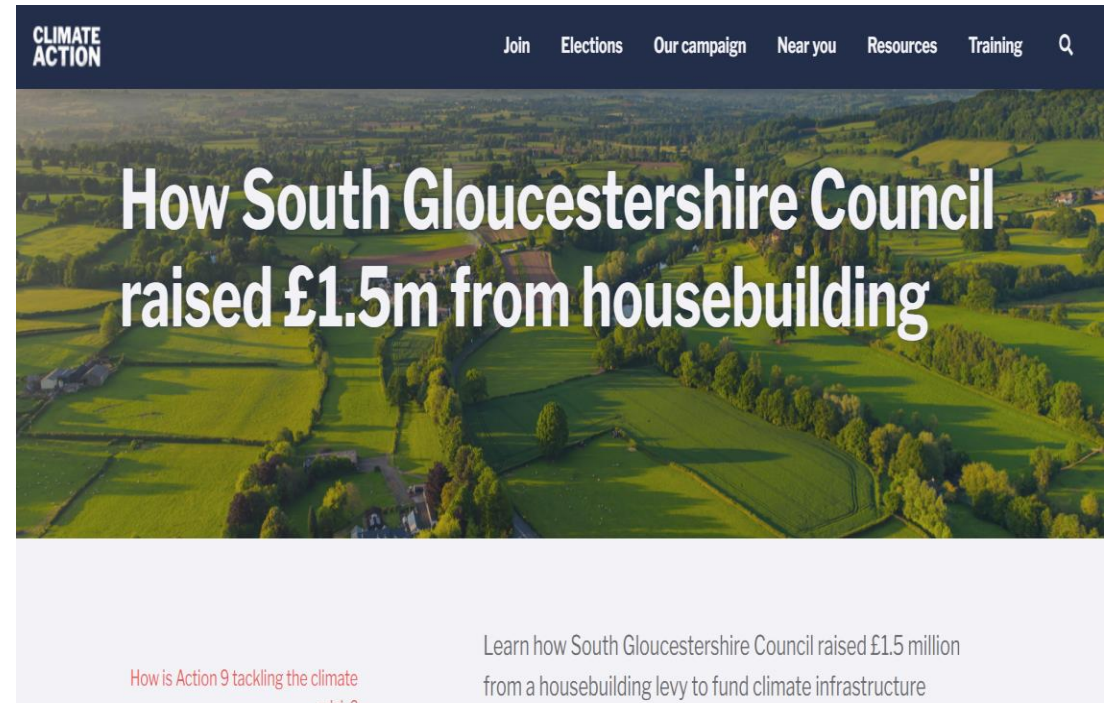 CLIMATE
ACTION
Join Elections Our campaign Near you Resources Training
How South Gloucestershire Council
raised £1.5m from housebuilding
How is Action 9 tackling the climate
Learn how South Gloucestershire Council raised £1.5 million
from a housebuilding levy to fund climate infrastructure